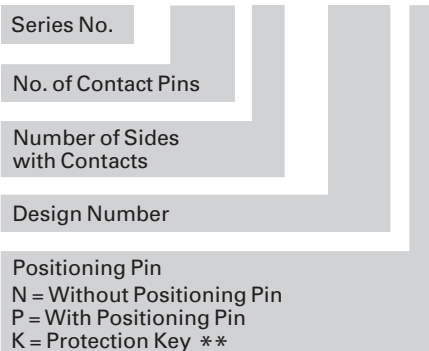 Series No.
No. of Contact Pins
Number of Sides
with Contacts
Design Number
Positioning Pin
N = Without Positioning Pin
P = With Positioning Pin
K = Protection Key **